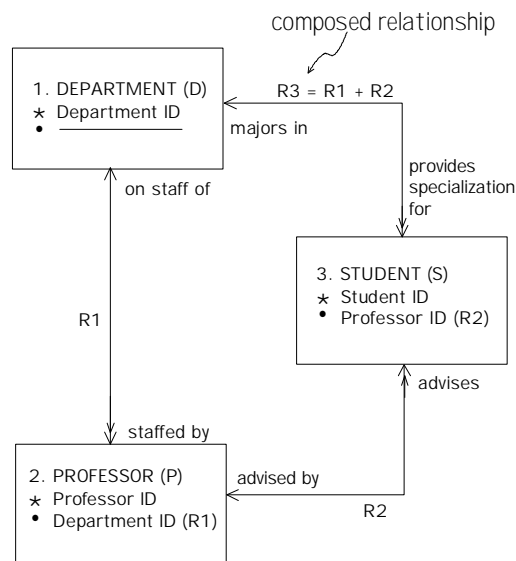 composed relationship
1. DEPARTMENT (D)
* Department ID
•
R3 = R1 + R2
majors in
on staff of
provides
specialization
for
3. STUDENT (S)
* Student ID
• Professor ID (R2)
R1
advises
staffed by
2. PROFESSOR (P)
* Professor ID
• Department ID (R1)
advised by
R2